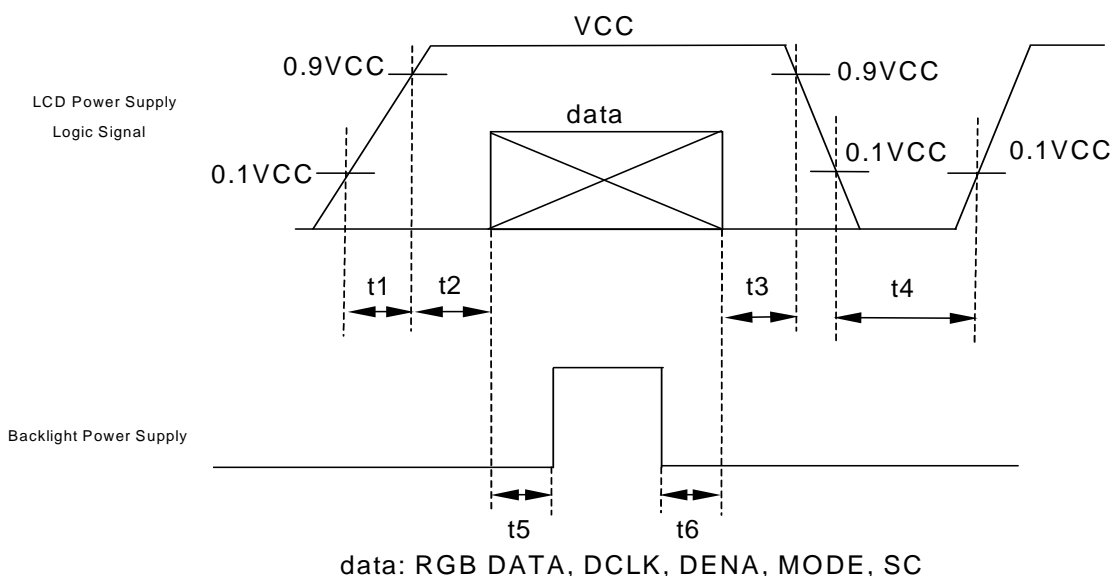 VCC
0.9VCC
0.9VCC
LCD Power Supply
Logic Signal
data
0.1VCC
0.1VCC
0.1VCC
t1
t2
t3
t4
Backlight Power Supply
t5
t6
data: RGB DATA, DCLK, DENA, MODE, SC